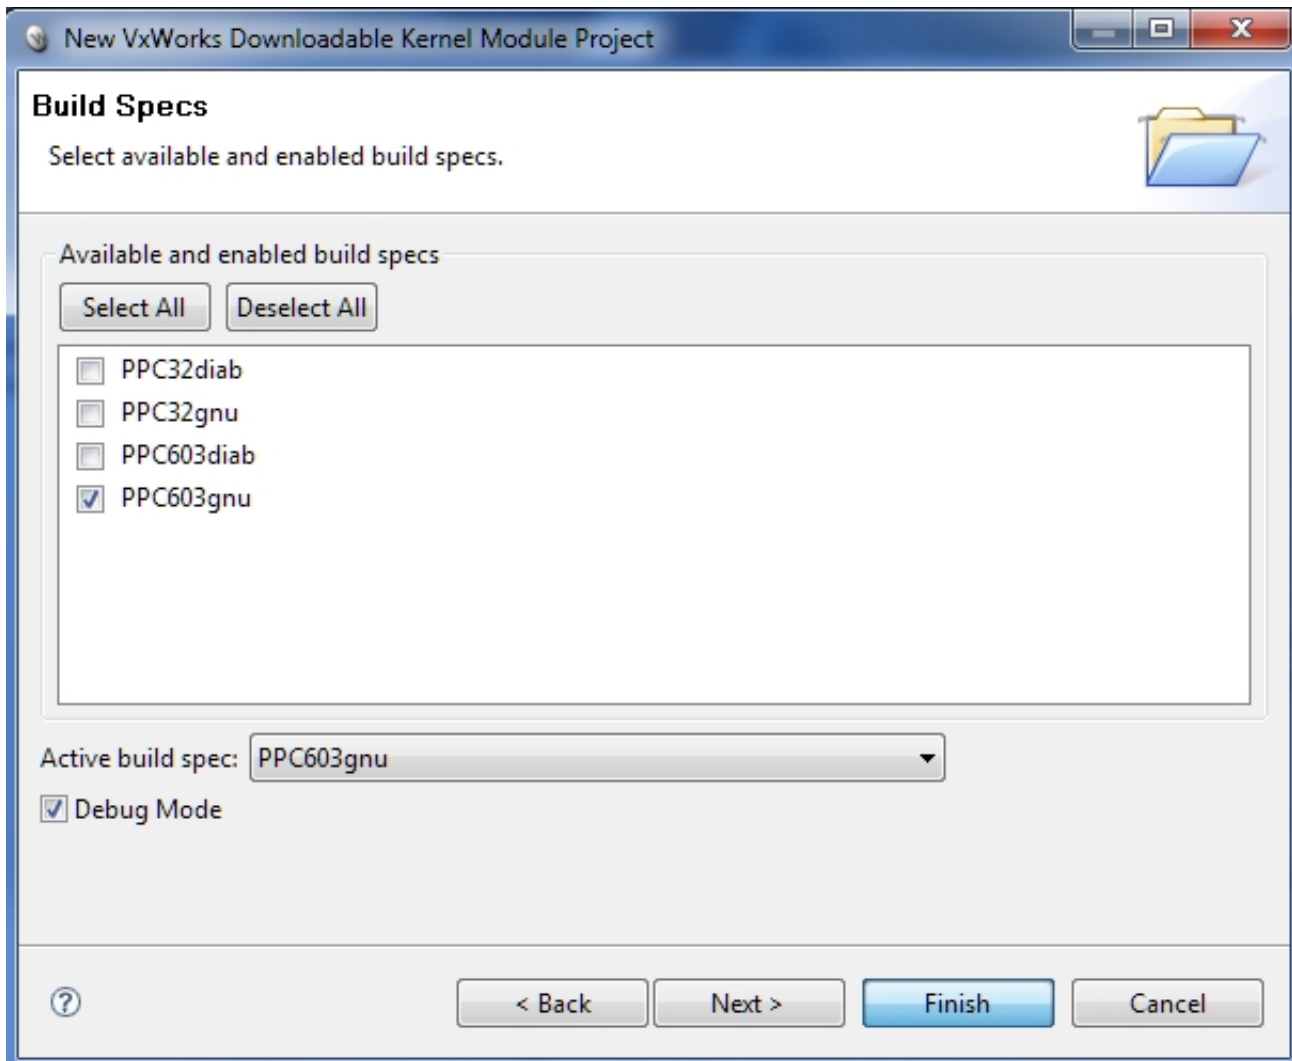 New VxWorks Downloadable Kernel Module Project
Build Specs
Select available and enabled build specs.
Available and enabled build specs
Select All Deselect All
PPC32diab
PPC32gnu
PPC603diab
PPC603gnu
Active build spec: PPC603gnu
Debug Mode
? < Back Next > Finish Cancel